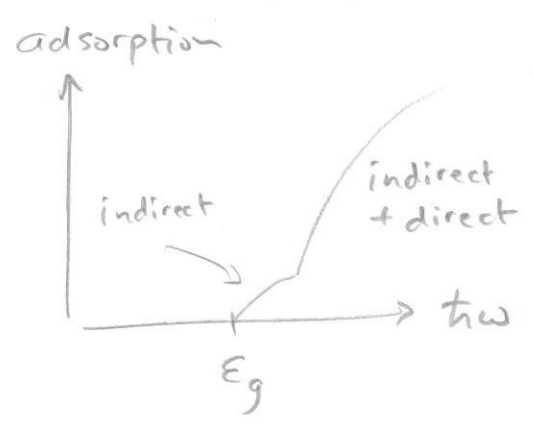 adsorption
indirect
indirect
+ direct
ħω
εg